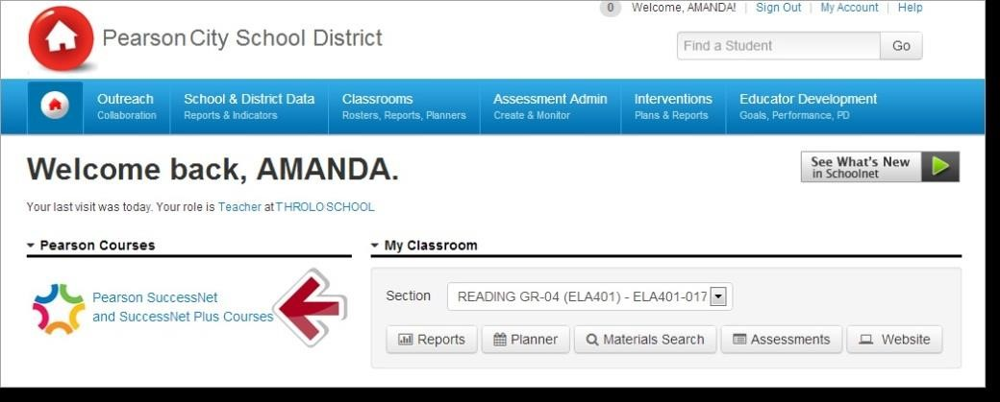 0 Welcome, AMANDA! | Sign Out | My Account | Help
Pearson City School District
Find a Student Go
Outreach School & District Data Classrooms Assessment Admin Interventions Educator Development
Collaboration Reports & Indicators Rosters, Reports, Planners Create & Monitor Plans & Reports Goals, Performance, PD
Welcome back, AMANDA.
See What's New
in Schoolnet
Your last visit was today. Your role is Teacher at THROLO SCHOOL
Pearson Courses
Pearson SuccessNet
and SuccessNet Plus Courses
My Classroom
Section READING GR-04 (ELA401) - ELA401-017
Reports Planner Materials Search Assessments Website